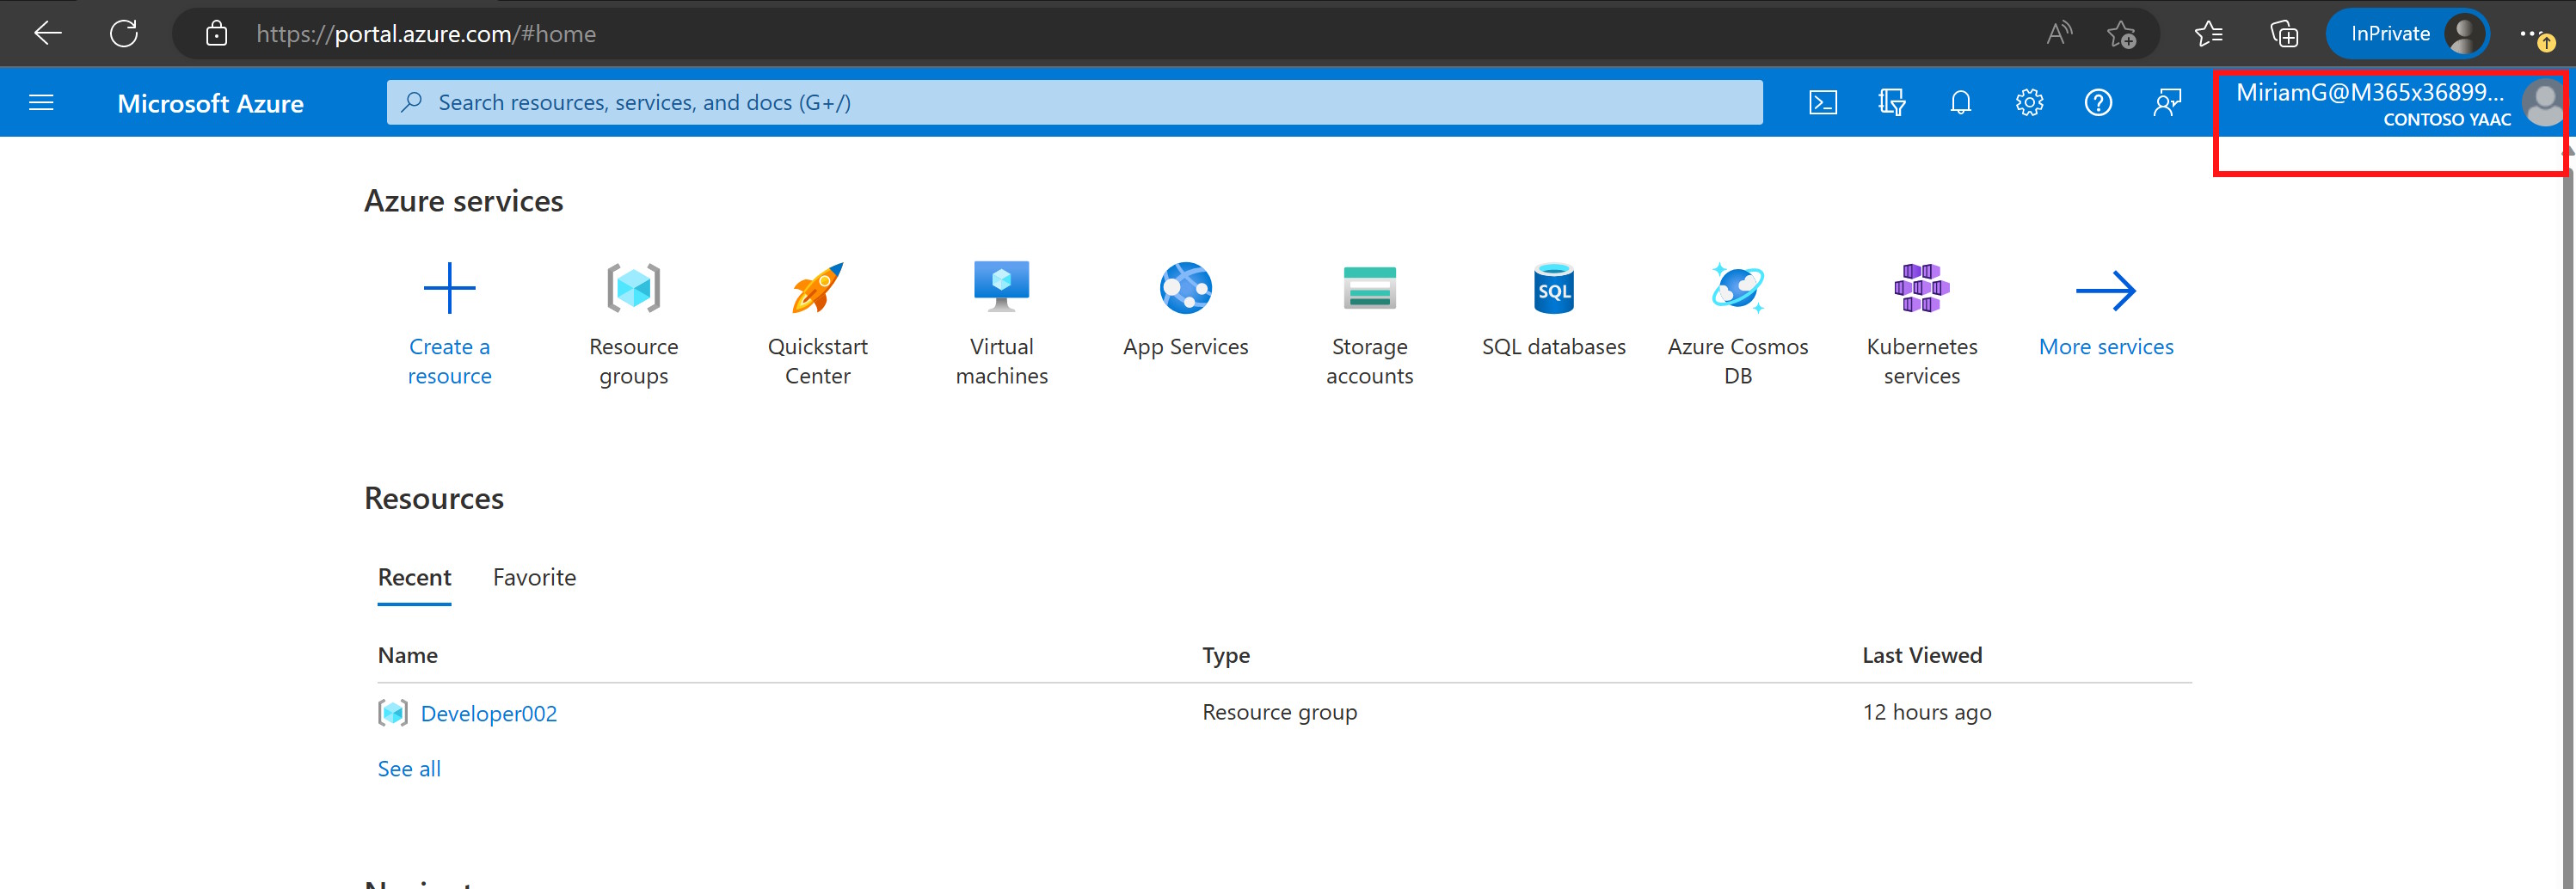 https://portal.azure.com/#home
InPrivate
Microsoft Azure
Search resources, services, and docs (G+/)
MiriamG@M365x36899...
CONTOSO YAAC
Azure services
Create a resource
Resource groups
Quickstart Center
Virtual machines
App Services
Storage accounts
SQL
SQL databases
Azure Cosmos DB
Kubernetes services
More services
Resources
Recent Favorite
Name Type Last Viewed
Developer002 Resource group 12 hours ago
See all